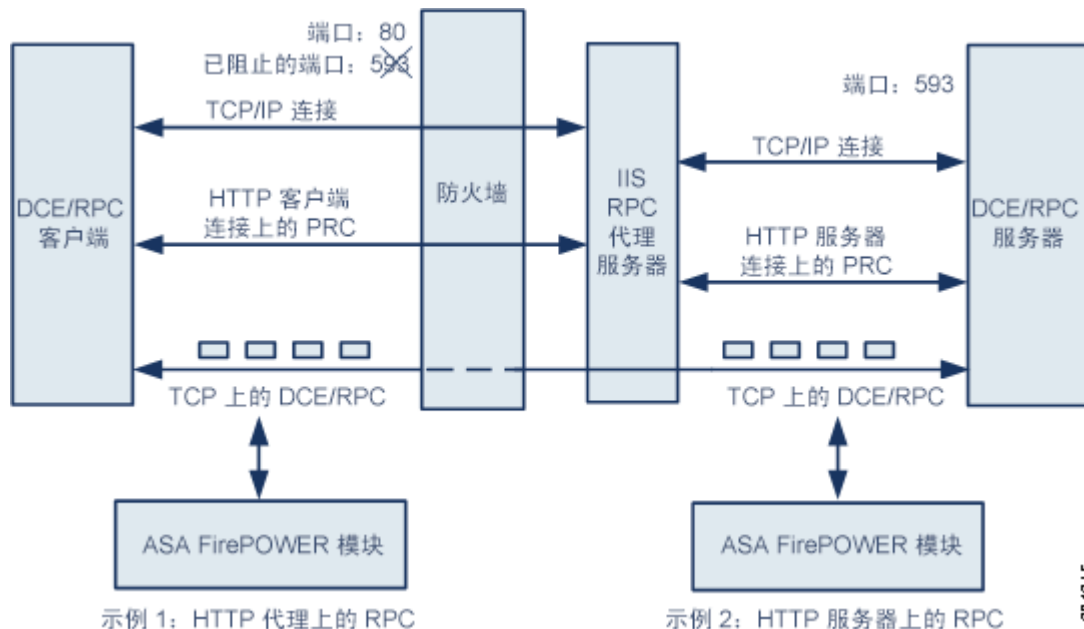 端口：80
已阻止的端口：593
端口：593
TCP/IP 连接
TCP/IP 连接
DCE/RPC
客户端
HTTP 客户端
连接上的 PRC
防火墙
IIS
RPC
代理
服务器
HTTP 服务器
连接上的 PRC
DCE/RPC
服务器
TCP 上的 DCE/RPC
TCP 上的 DCE/RPC
ASA FirePOWER 模块
ASA FirePOWER 模块
示例 1：HTTP 代理上的 RPC
示例 2：HTTP 服务器上的 RPC